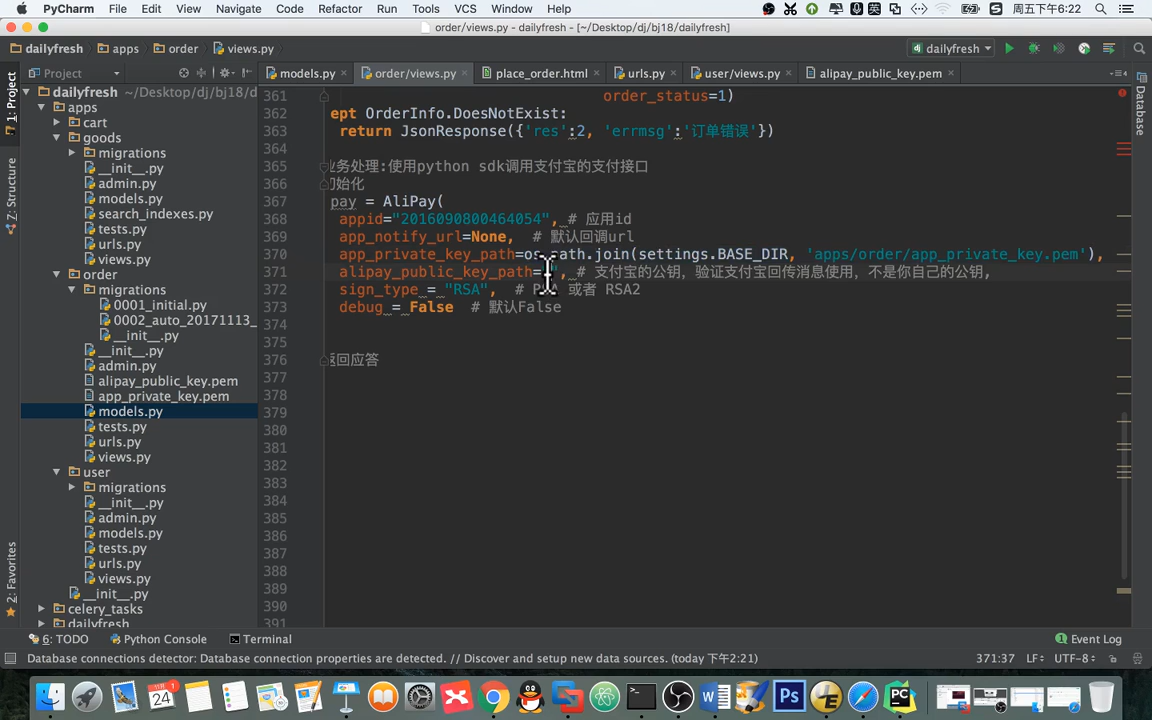 PyCharm File Edit View Navigate Code Refactor Run Tools VCS Window Help 周五下午6:22
order/views.py - dailyfresh - [~/Desktop/dj/bj18/dailyfresh]
dailyfresh apps order views.py dailyfresh
Project models.py order/views.py place_order.html urls.py user/views.py alipay_public_key.pem
1: Project
Z: Structure
2: Favorites
Database
dailyfresh ~/Desktop/dj/bj18/d
apps
cart
goods
migrations
__init__.py
admin.py
models.py
search_indexes.py
tests.py
urls.py
views.py
order
migrations
0001_initial.py
0002_auto_20171113_
__init__.py
__init__.py
admin.py
alipay_public_key.pem
app_private_key.pem
models.py
tests.py
urls.py
views.py
user
migrations
__init__.py
admin.py
models.py
tests.py
urls.py
views.py
__init__.py
celery_tasks
dailyfresh
361 order_status=1)
362 ept OrderInfo.DoesNotExist:
363 return JsonResponse({'res':2, 'errmsg':'订单错误'})
364
365 业务处理:使用python sdk调用支付宝的支付接口
366 初始化
367 pay = AliPay(
368 appid="2016090800464054", # 应用id
369 app_notify_url=None, # 默认回调url
370 app_private_key_path=os.path.join(settings.BASE_DIR, 'apps/order/app_private_key.pem'),
371 alipay_public_key_path= ", # 支付宝的公钥，验证支付宝回传消息使用，不是你自己的公钥,
372 sign_type = "RSA", # RSA 或者 RSA2
373 debug = False # 默认False
374
375
376 返回应答
377
378
379
380
381
382
383
384
385
386
387
388
389
390
391
6: TODO Python Console Terminal 1 Event Log
Database connections detector: Database connection properties are detected. // Discover and setup new data sources. (today 下午2:21) 371:37 LF÷ UTF-8÷